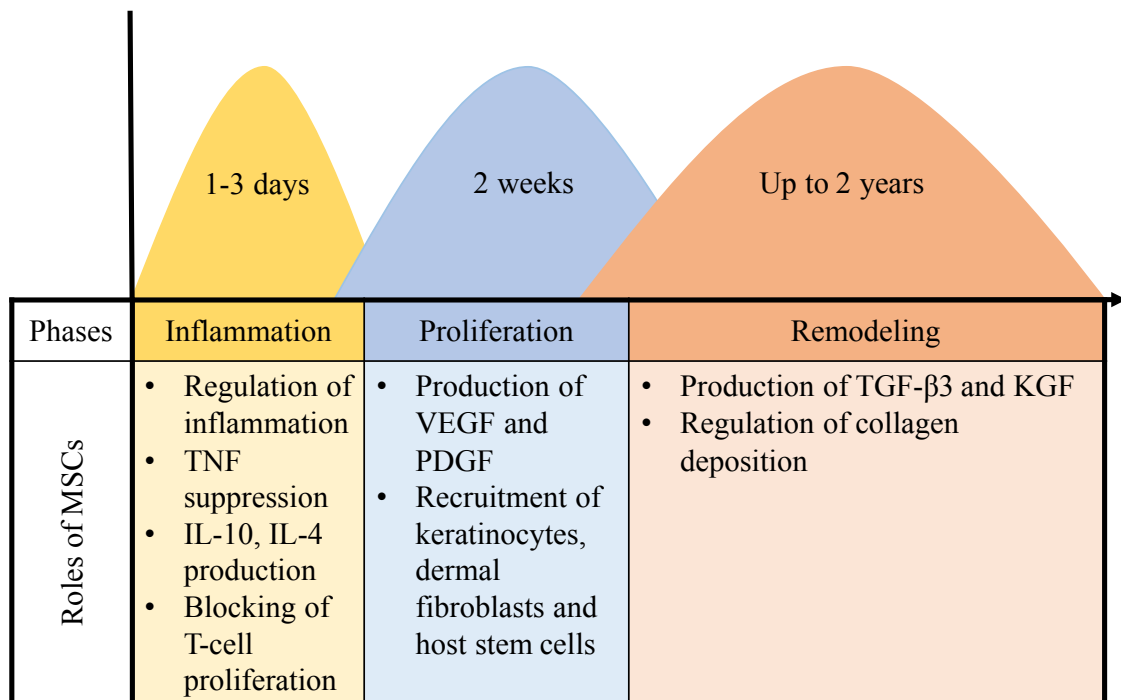 1-3 days
2 weeks
Up to 2 years
Phases
Inflammation
Proliferation
Remodeling
Roles of MSCs
• Regulation of
inflammation
• TNF
suppression
• IL-10, IL-4
production
• Blocking of
T-cell
proliferation
• Production of
VEGF and
PDGF
• Recruitment of
keratinocytes,
dermal
fibroblasts and
host stem cells
• Production of TGF-β3 and KGF
• Regulation of collagen
deposition